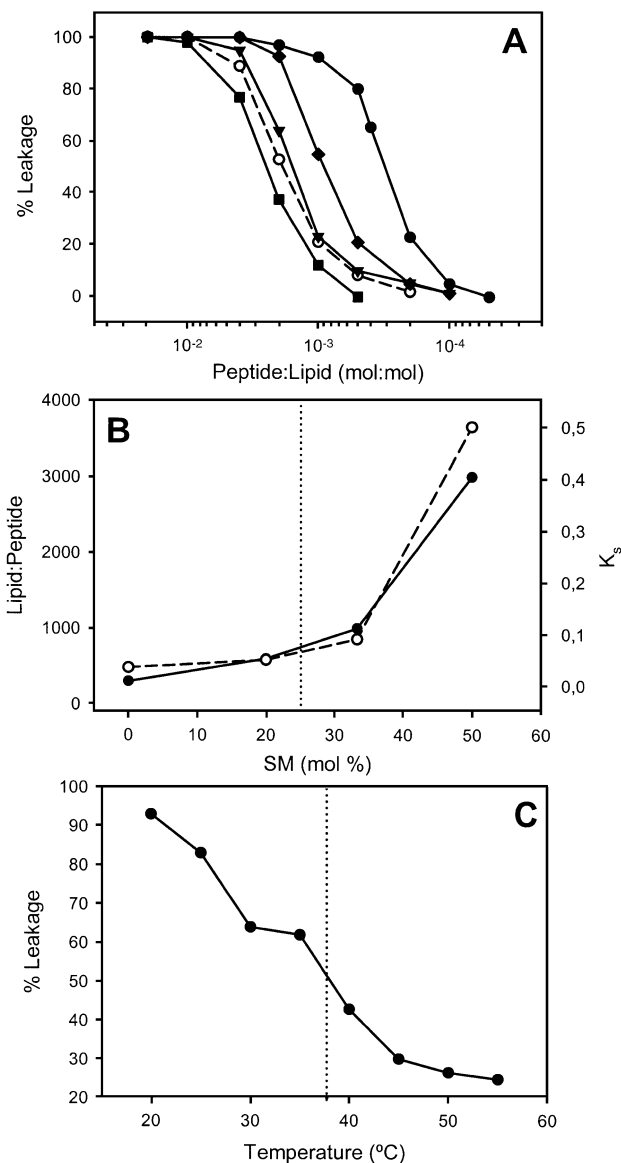 A
100
80
60
40
20
0
% Leakage
10-2 10-3 10-4
Peptide:Lipid (mol:mol)
B
4000
3000
2000
1000
0
Lipid:Peptide
0,5
0,4
0,3
0,2
0,1
0,0
Ks
0 10 20 30 40 50 60
SM (mol %)
C
100
90
80
70
60
50
40
30
20
% Leakage
20 30 40 50 60
Temperature (ºC)